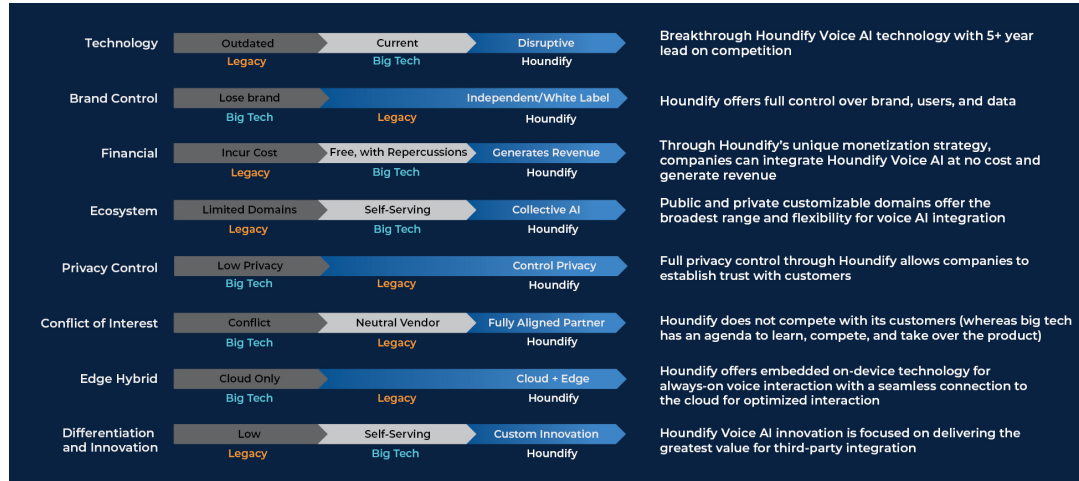 Technology
Outdated
Current
Disruptive
Legacy
Big Tech
Houndify
Breakthrough Houndify Voice AI technology with 5+ year
lead on competition
Brand Control
Lose brand
Independent/White Label
Big Tech
Legacy
Houndify
Houndify offers full control over brand, users, and data
Financial
Incur Cost
Free, with Repercussions
Generates Revenue
Legacy
Big Tech
Houndify
Through Houndify's unique monetization strategy,
companies can integrate Houndify Voice AI at no cost and
generate revenue
Ecosystem
Limited Domains
Self-Serving
Collective AI
Legacy
Big Tech
Houndify
Public and private customizable domains offer the
broadest range and flexibility for voice AI integration
Privacy Control
Low Privacy
Control Privacy
Big Tech
Legacy
Houndify
Full privacy control through Houndify allows companies to
establish trust with customers
Conflict of Interest
Conflict
Neutral Vendor
Fully Aligned Partner
Big Tech
Legacy
Houndify
Houndify does not compete with its customers (whereas big tech
has an agenda to learn, compete, and take over the product)
Edge Hybrid
Cloud Only
Cloud + Edge
Big Tech
Legacy
Houndify
Houndify offers embedded on-device technology for
always-on voice interaction with a seamless connection to
the cloud for optimized interaction
Differentiation
and Innovation
Low
Self-Serving
Custom Innovation
Legacy
Big Tech
Houndify
Houndify Voice AI innovation is focused on delivering the
greatest value for third-party integration